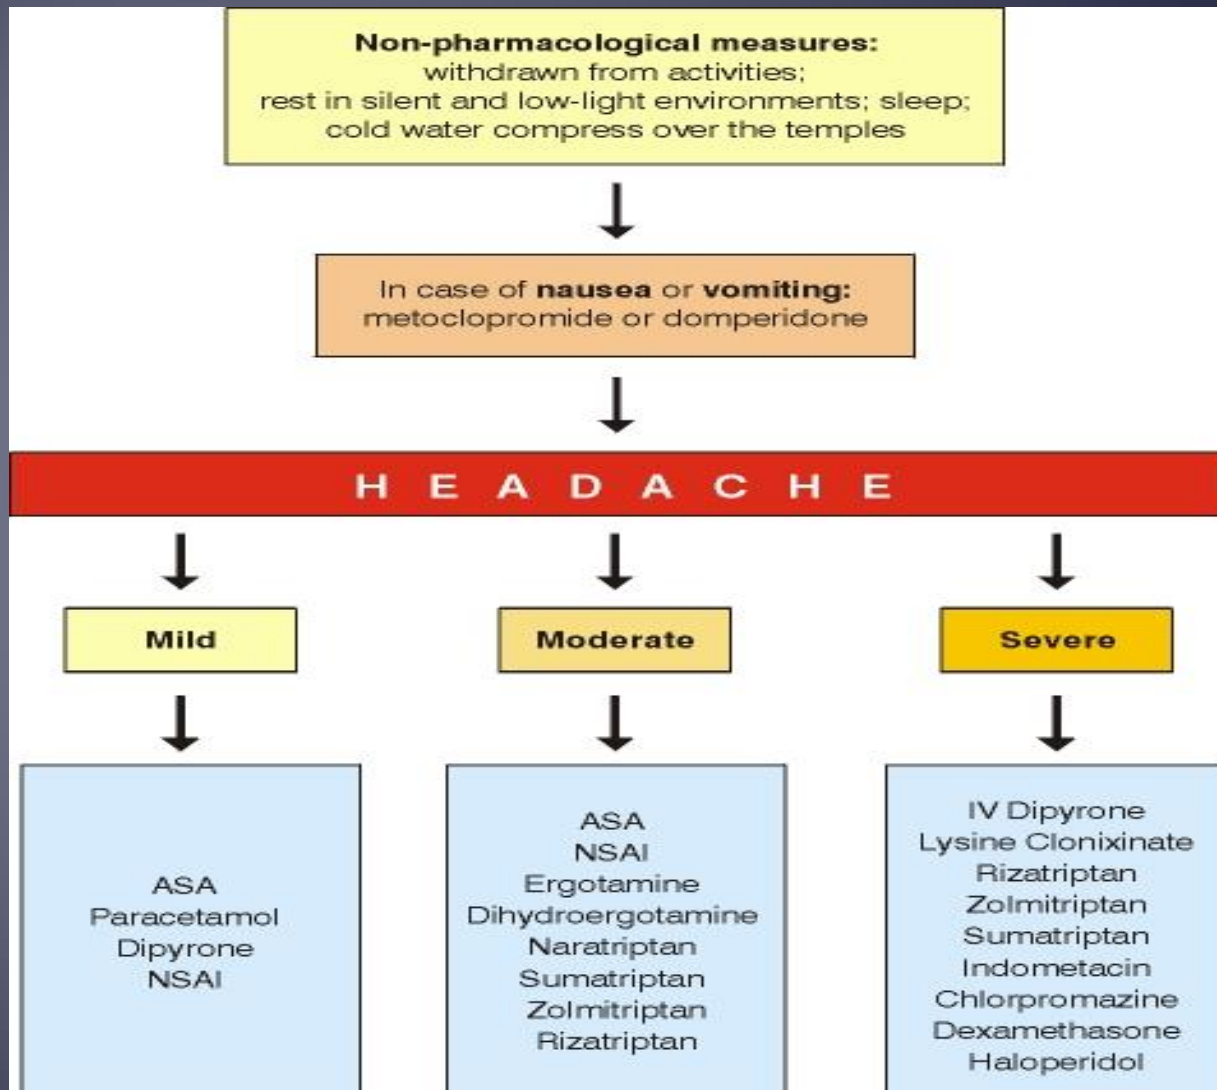 Non-pharmacological measures:
withdrawn from activities;
rest in silent and low-light environments; sleep;
cold water compress over the temples
In case of nausea or vomiting:
metoclopromide or domperidone
H E A D A C H E
Mild
Moderate
Severe
ASA
Paracetamol
Dipyrone
NSAI
ASA
NSAI
Ergotamine
Dihydroergotamine
Naratriptan
Sumatriptan
Zolmitriptan
Rizatriptan
IV Dipyrone
Lysine Clonixinate
Rizatriptan
Zolmitriptan
Sumatriptan
Indometacin
Chlorpromazine
Dexamethasone
Haloperidol